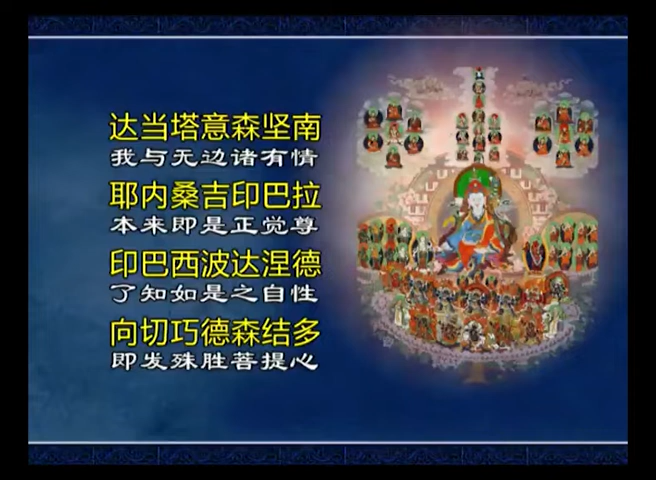 达当塔意森坚南
我与无边诸有情
耶内桑吉印巴拉
本来即是正觉尊
印巴西波达涅德
了知如是之自性
向切巧德森结多
即发殊胜菩提心